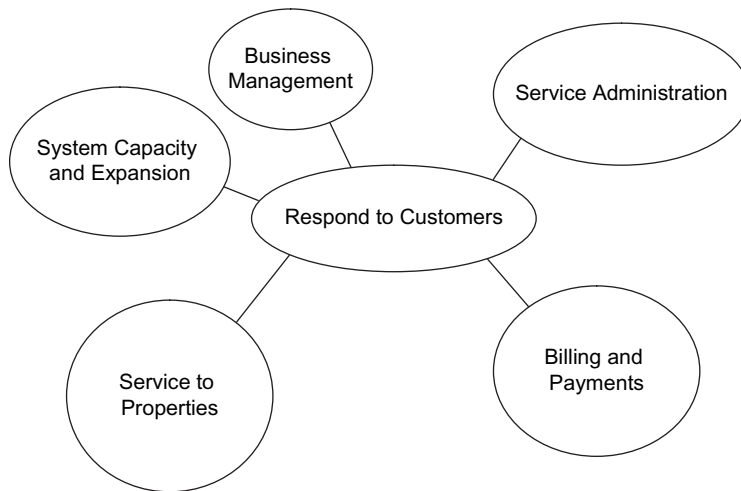 Business
Management
Service Administration
System Capacity
and Expansion
Respond to Customers
Service to
Properties
Billing and
Payments